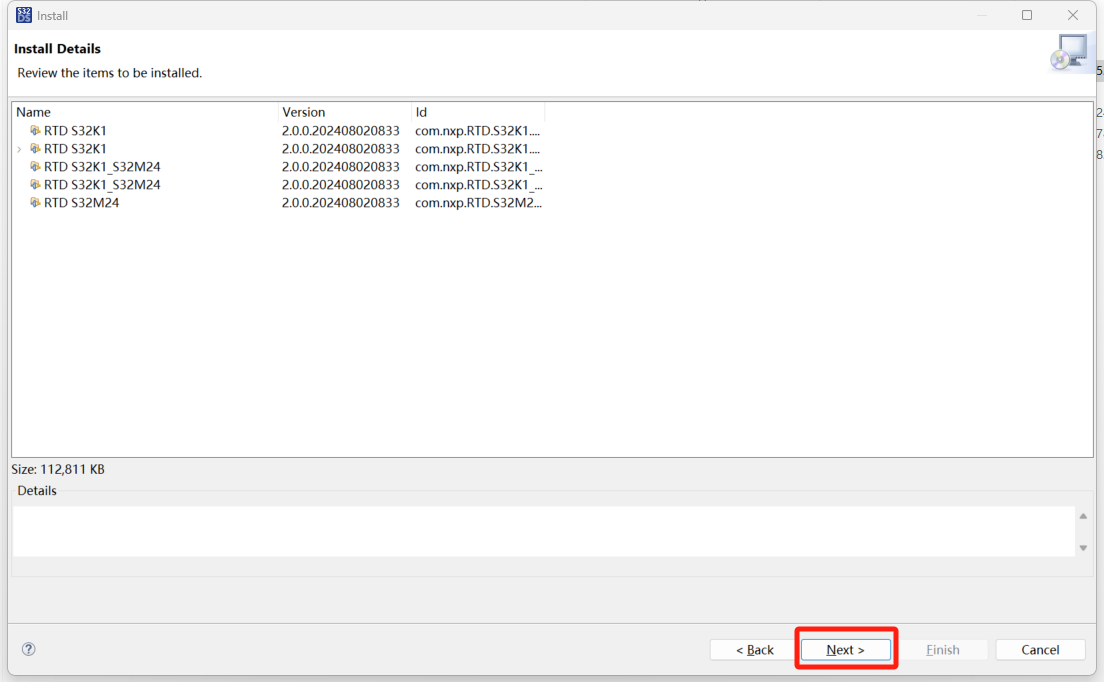 S32
DS Install
Install Details
Review the items to be installed.
Name Version Id
RTD S32K1 2.0.0.202408020833 com.nxp.RTD.S32K1....
RTD S32K1 2.0.0.202408020833 com.nxp.RTD.S32K1....
RTD S32K1_S32M24 2.0.0.202408020833 com.nxp.RTD.S32K1_...
RTD S32K1_S32M24 2.0.0.202408020833 com.nxp.RTD.S32K1_...
RTD S32M24 2.0.0.202408020833 com.nxp.RTD.S32M2...
Size: 112,811 KB
Details
< Back Next > Finish Cancel